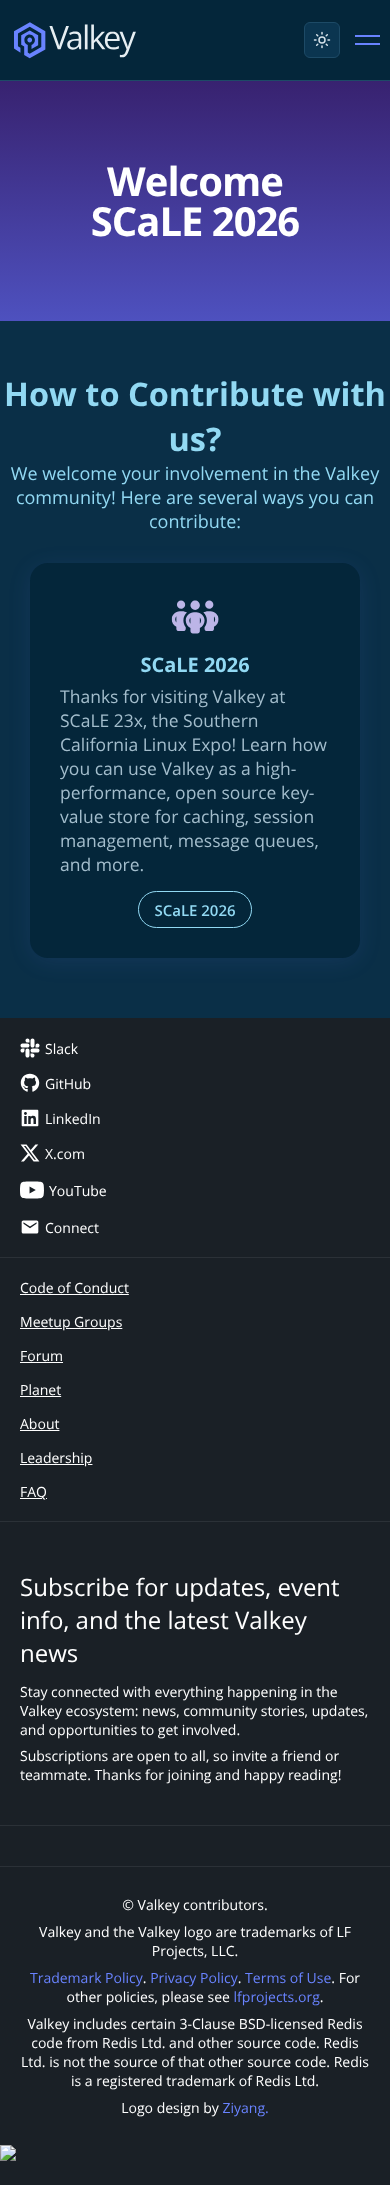 Valkey
Welcome
SCaLE 2026
How to Contribute with
us?
We welcome your involvement in the Valkey
community! Here are several ways you can
contribute:
SCaLE 2026
Thanks for visiting Valkey at
SCaLE 23x, the Southern
California Linux Expo! Learn how
you can use Valkey as a high-
performance, open source key-
value store for caching, session
management, message queues,
and more.
SCaLE 2026
Slack
GitHub
LinkedIn
X.com
YouTube
Connect
Code of Conduct
Meetup Groups
Forum
Planet
About
Leadership
FAQ
Subscribe for updates, event
info, and the latest Valkey
news
Stay connected with everything happening in the
Valkey ecosystem: news, community stories, updates,
and opportunities to get involved.
Subscriptions are open to all, so invite a friend or
teammate. Thanks for joining and happy reading!
© Valkey contributors.
Valkey and the Valkey logo are trademarks of LF
Projects, LLC.
Trademark Policy. Privacy Policy. Terms of Use. For
other policies, please see lfprojects.org.
Valkey includes certain 3-Clause BSD-licensed Redis
code from Redis Ltd. and other source code. Redis
Ltd. is not the source of that other source code. Redis
is a registered trademark of Redis Ltd.
Logo design by Ziyang.